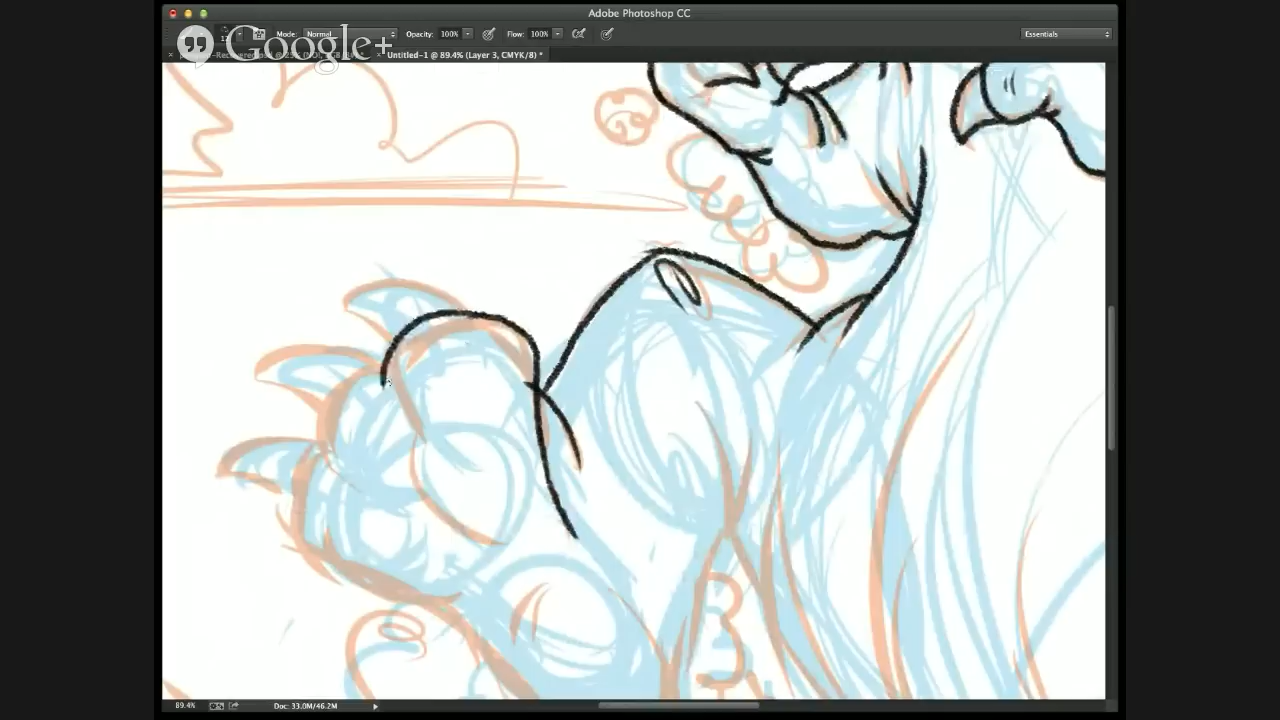 Adobe Photoshop CC
Google+
Mode: Normal Opacity: 100% Flow: 100% Essentials
Untitled-1 @ 89.4% (Layer 3, CMYK/8) *
89.4% Doc: 33.0M/46.2M